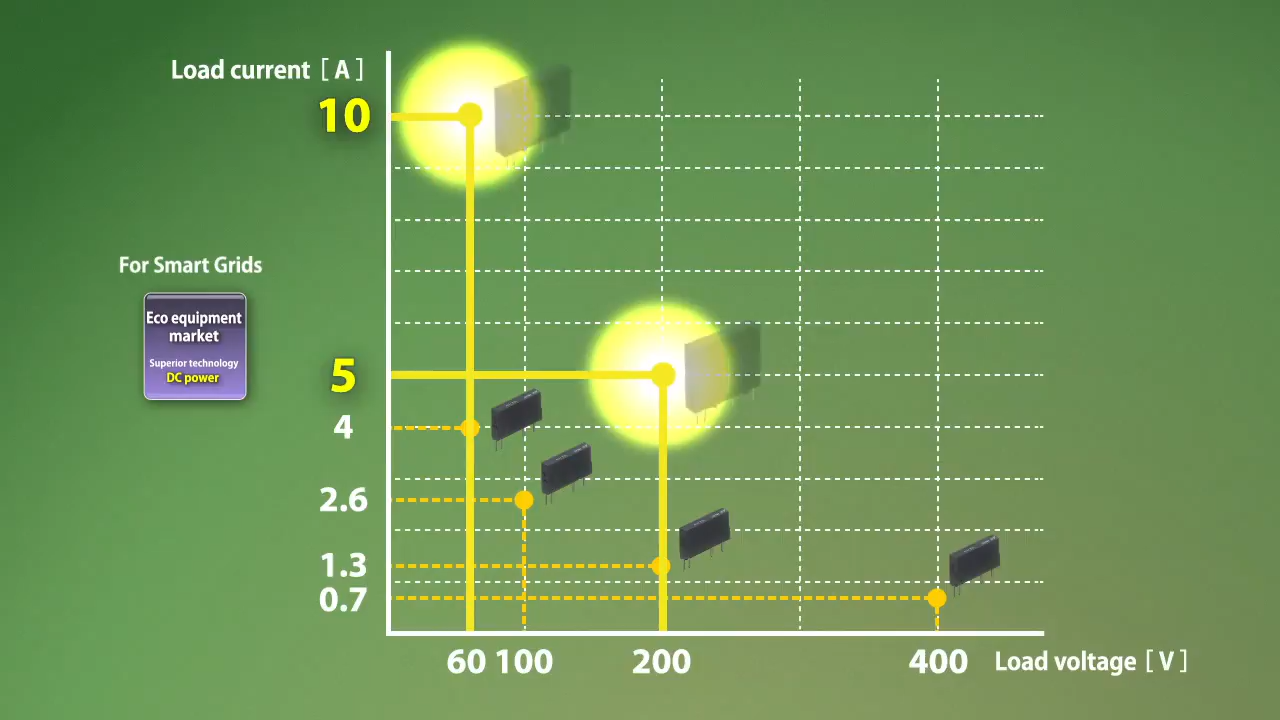 Load current [ A ]
10
For Smart Grids
Eco equipment
market
Superior technology
DC power
5
4
2.6
1.3
0.7
60 100 200 400 Load voltage [ V ]